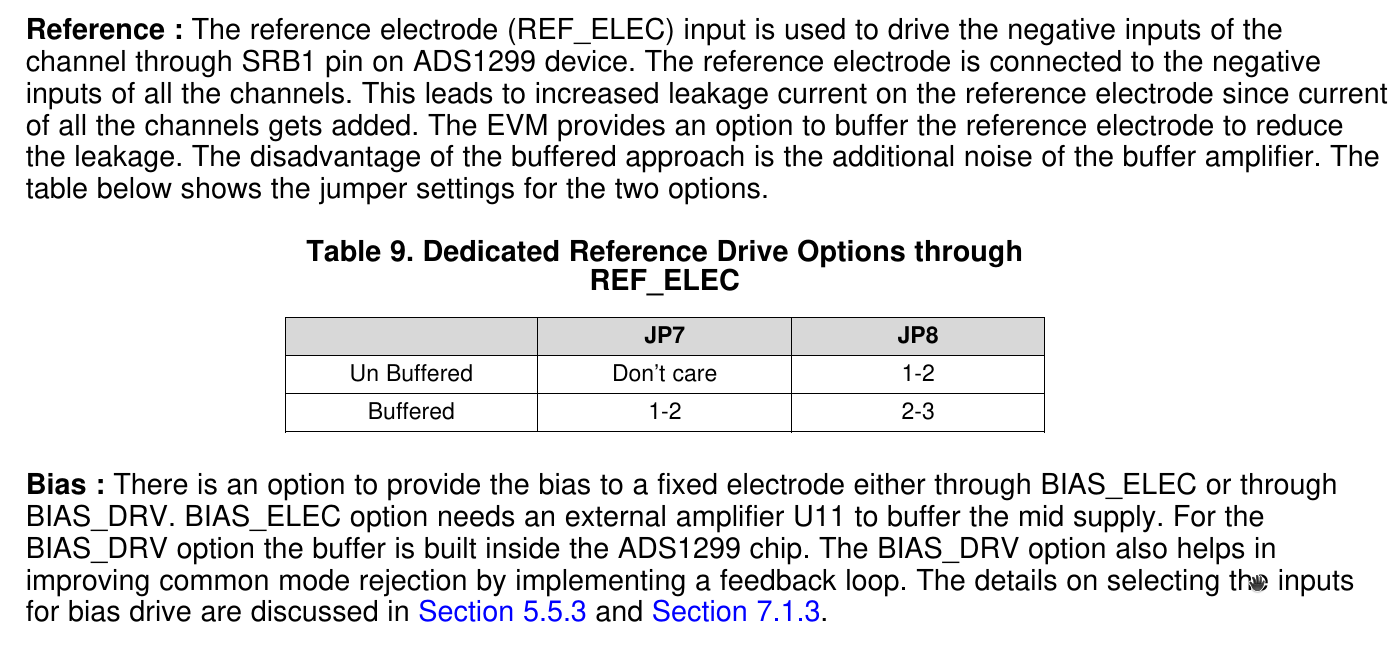 Reference : The reference electrode (REF_ELEC) input is used to drive the negative inputs of the
channel through SRB1 pin on ADS1299 device. The reference electrode is connected to the negative
inputs of all the channels. This leads to increased leakage current on the reference electrode since current
of all the channels gets added. The EVM provides an option to buffer the reference electrode to reduce
the leakage. The disadvantage of the buffered approach is the additional noise of the buffer amplifier. The
table below shows the jumper settings for the two options.
Table 9. Dedicated Reference Drive Options through
REF_ELEC
JP7 JP8
Un Buffered Don't care 1-2
Buffered 1-2 2-3
Bias : There is an option to provide the bias to a fixed electrode either through BIAS_ELEC or through
BIAS_DRV. BIAS_ELEC option needs an external amplifier U11 to buffer the mid supply. For the
BIAS_DRV option the buffer is built inside the ADS1299 chip. The BIAS_DRV option also helps in
improving common mode rejection by implementing a feedback loop. The details on selecting the inputs
for bias drive are discussed in Section 5.5.3 and Section 7.1.3.